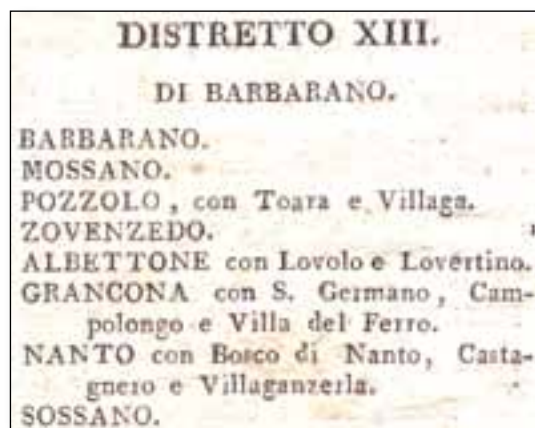 DISTRETTO XIII.
DI BARBARANO.
BARBARANO.
MOSSANO.
POZZOLO, con Toara e Villaga.
ZOVENZEDO.
ALBETTONE con Lovolo e Lovertino.
GRANCONA con S. Germano, Cam-
polongo e Villa del Ferro.
NANTO con Bosco di Nanto, Casta-
gnero e Villaganzerla.
SOSSANO.